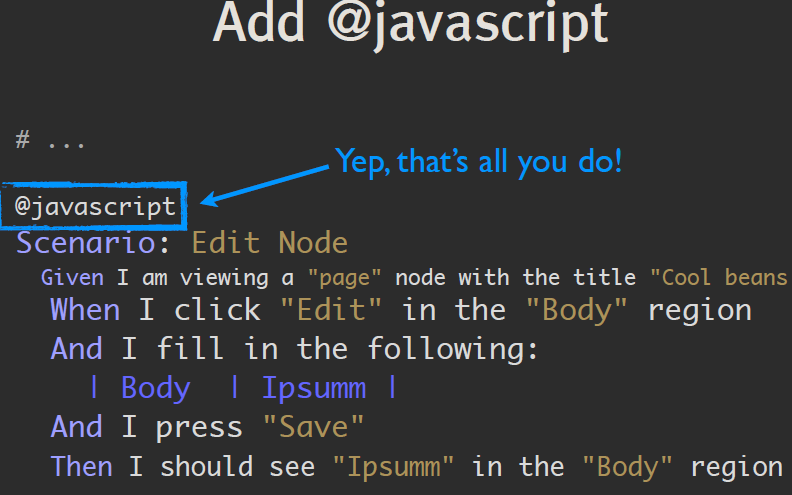 Add @javascript
# ...
Yep, that's all you do!
@javascript
Scenario: Edit Node
Given I am viewing a "page" node with the title "Cool beans
When I click "Edit" in the "Body" region
And I fill in the following:
| Body | Ipsumm |
And I press "Save"
Then I should see "Ipsumm" in the "Body" region